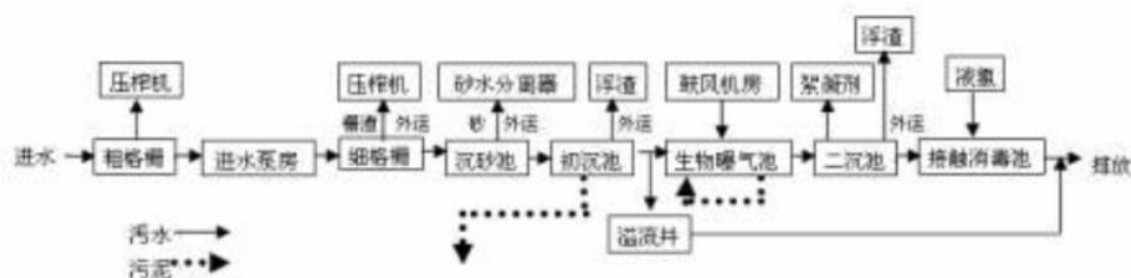 浮渣
压榨机
压榨机
砂水分离器
浮渣
鼓风机房
絮凝剂
液氯
栅渣 外运
砂 外运
外运
外运
进水
粗格栅
进水泵房
细格栅
沉砂池
初沉池
生物曝气池
二沉池
接触消毒池
排放
溢流井
污水
污泥